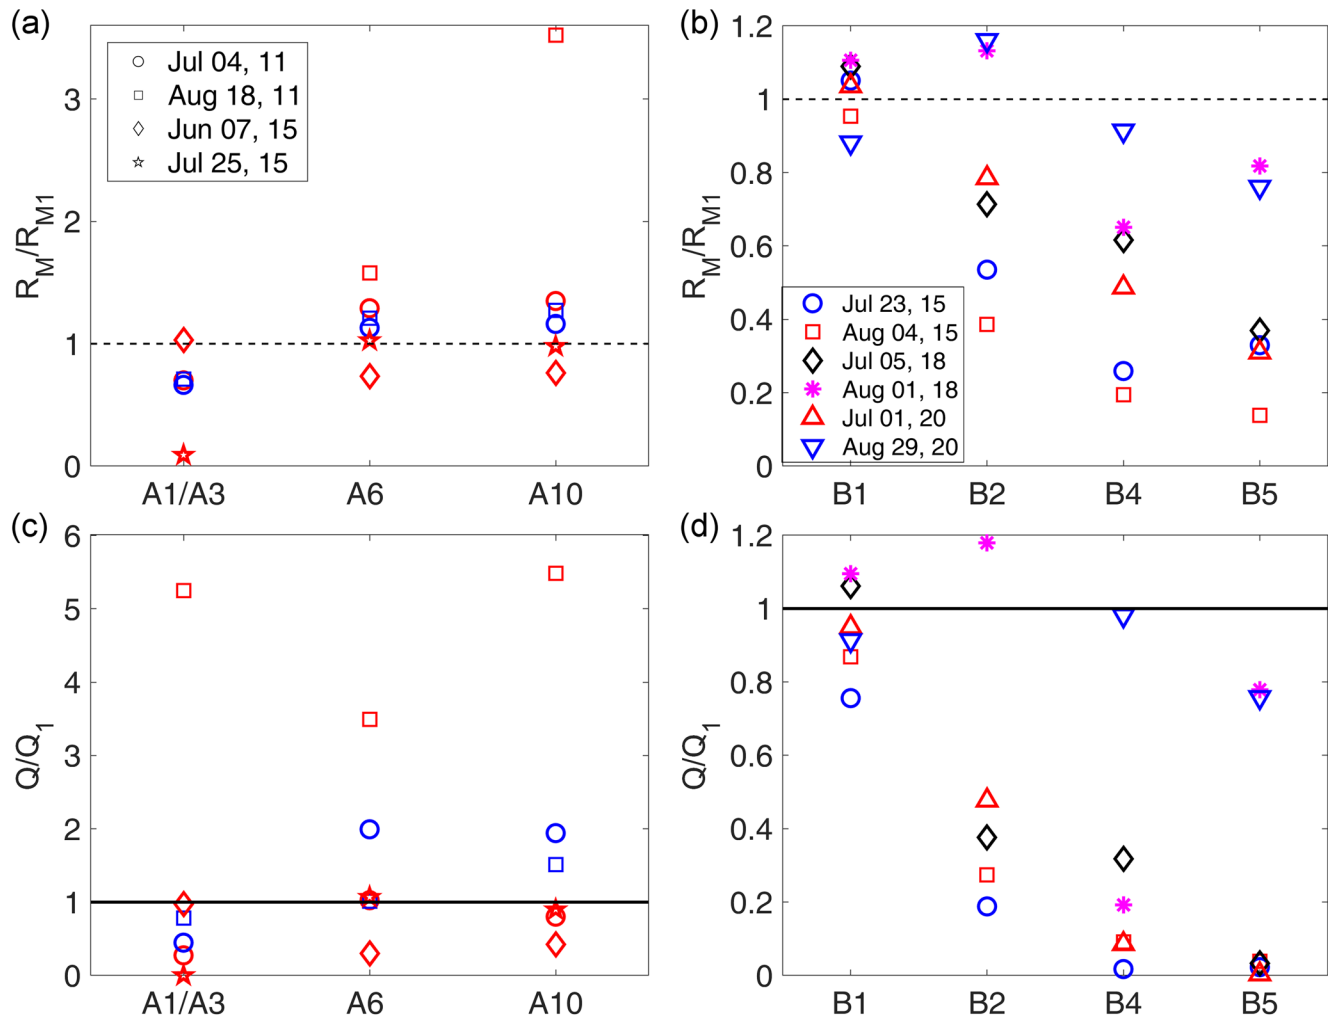 (a)
R_M/R_M1
3
2
1
0
Jul 04, 11
Aug 18, 11
Jun 07, 15
Jul 25, 15
A1/A3 A6 A10
(b)
R_M/R_M1
1.2
1
0.8
0.6
0.4
0.2
0
Jul 23, 15
Aug 04, 15
Jul 05, 18
Aug 01, 18
Jul 01, 20
Aug 29, 20
B1 B2 B4 B5
(c)
Q/Q_1
6
5
4
3
2
1
0
A1/A3 A6 A10
(d)
Q/Q_1
1.2
1
0.8
0.6
0.4
0.2
0
B1 B2 B4 B5